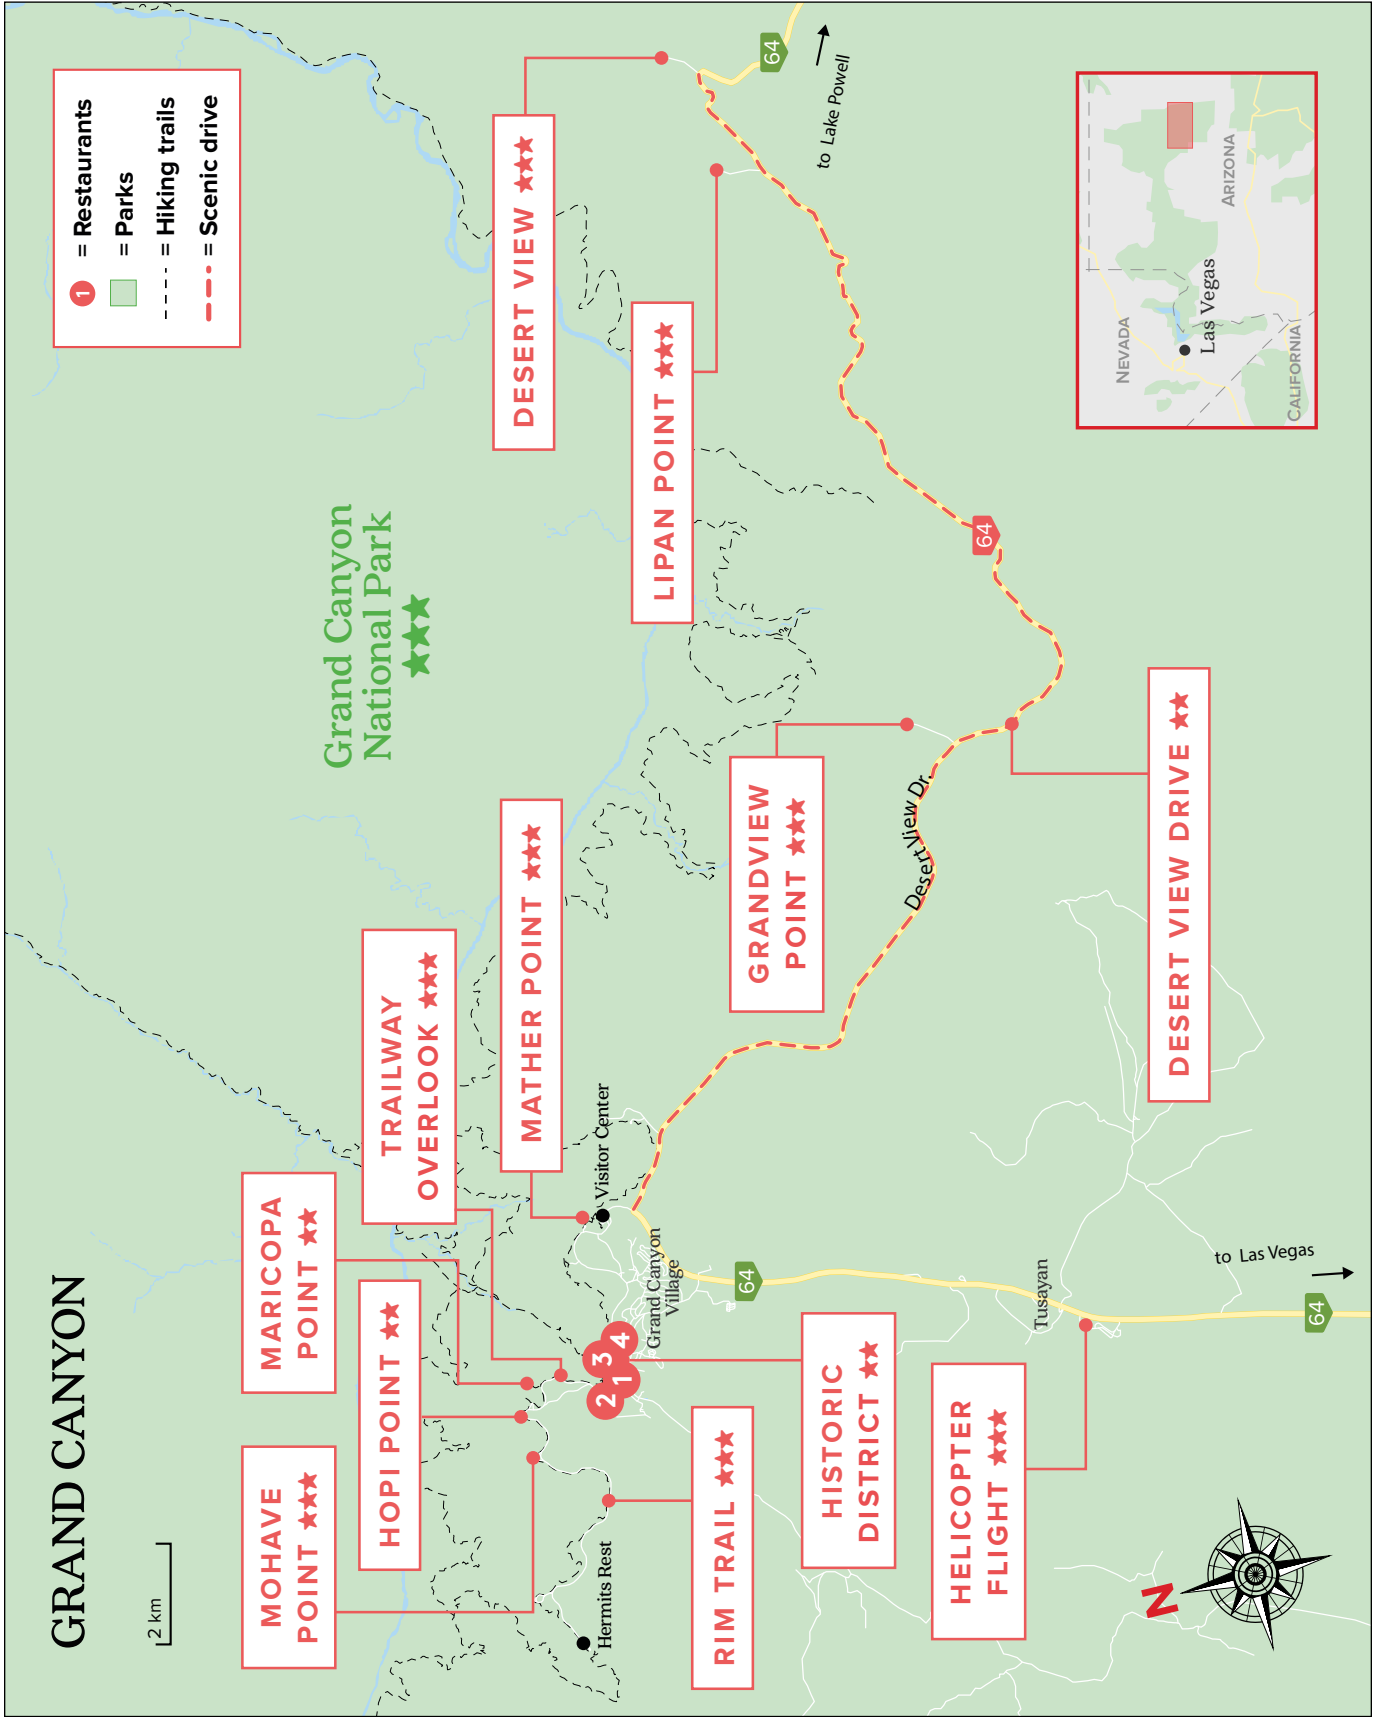 GRAND CANYON
2 km
1 = Restaurants
= Parks
= Hiking trails
= Scenic drive
Grand Canyon
National Park
MOHAVE
POINT
HOPI POINT
MARICOPA
POINT
TRAILWAY
OVERLOOK
MATHER POINT
DESERT VIEW
LIPAN POINT
GRANDVIEW
POINT
DESERT VIEW DRIVE
RIM TRAIL
HISTORIC
DISTRICT
HELICOPTER
FLIGHT
Hermits Rest
Visitor Center
2
3
1
4
Grand Canyon
Village
Desert View Dr.
64
64
64
64
to Lake Powell
Tusayan
to Las Vegas
N
NEVADA
Las Vegas
CALIFORNIA
ARIZONA